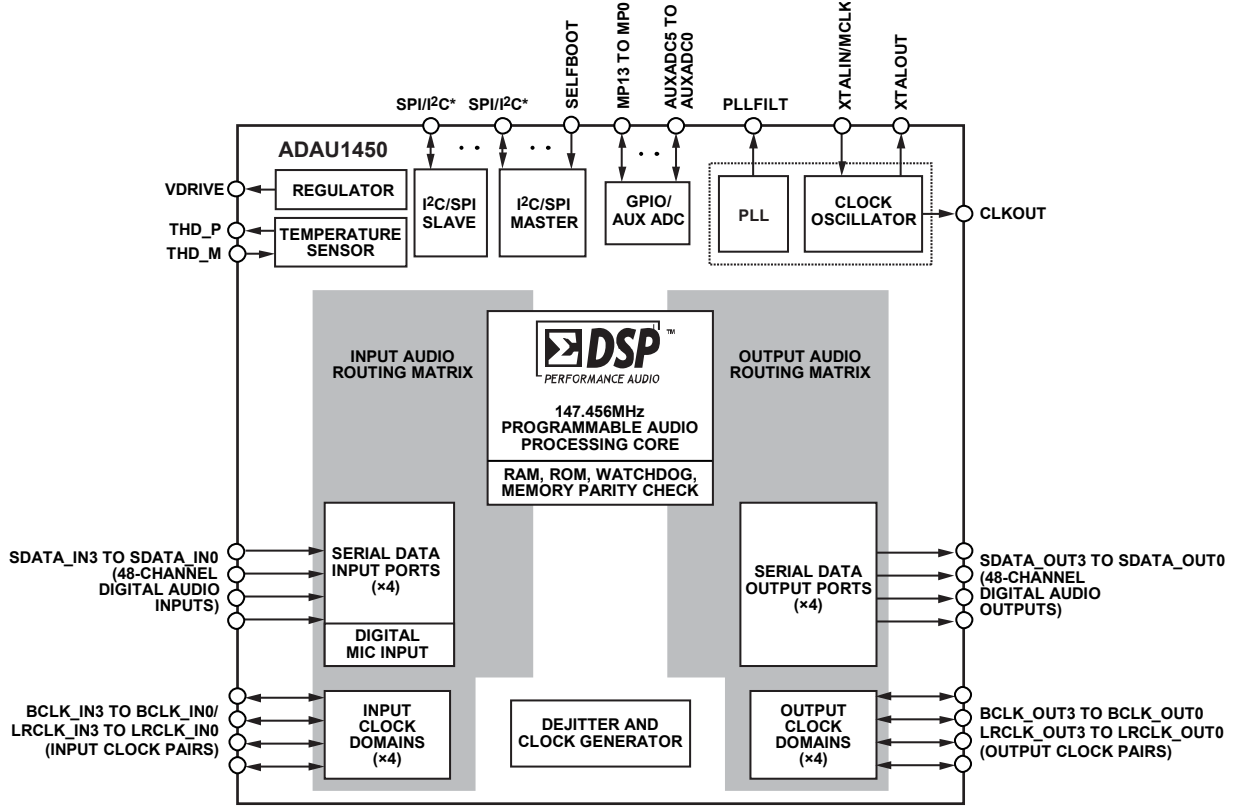 SELFBOOT
MP13 TO MP0
AUXADC5 TO
AUXADC0
XTALIN/MCLK
XTALOUT
SPI/I2C* SPI/I2C*
PLLFILT
ADAU1450
VDRIVE
REGULATOR
THD_P
THD_M
TEMPERATURE
SENSOR
I2C/SPI
SLAVE
I2C/SPI
MASTER
GPIO/
AUX ADC
PLL
CLOCK
OSCILLATOR
CLKOUT
INPUT AUDIO
ROUTING MATRIX
ΣDSP™
PERFORMANCE AUDIO
147.456MHz
PROGRAMMABLE AUDIO
PROCESSING CORE
RAM, ROM, WATCHDOG,
MEMORY PARITY CHECK
OUTPUT AUDIO
ROUTING MATRIX
SDATA_IN3 TO SDATA_IN0
(48-CHANNEL
DIGITAL AUDIO
INPUTS)
SERIAL DATA
INPUT PORTS
(×4)
DIGITAL
MIC INPUT
SERIAL DATA
OUTPUT PORTS
(×4)
SDATA_OUT3 TO SDATA_OUT0
(48-CHANNEL
DIGITAL AUDIO
OUTPUTS)
BCLK_IN3 TO BCLK_IN0/
LRCLK_IN3 TO LRCLK_IN0
(INPUT CLOCK PAIRS)
INPUT
CLOCK
DOMAINS
(×4)
DEJITTER AND
CLOCK GENERATOR
OUTPUT
CLOCK
DOMAINS
(×4)
BCLK_OUT3 TO BCLK_OUT0
LRCLK_OUT3 TO LRCLK_OUT0
(OUTPUT CLOCK PAIRS)